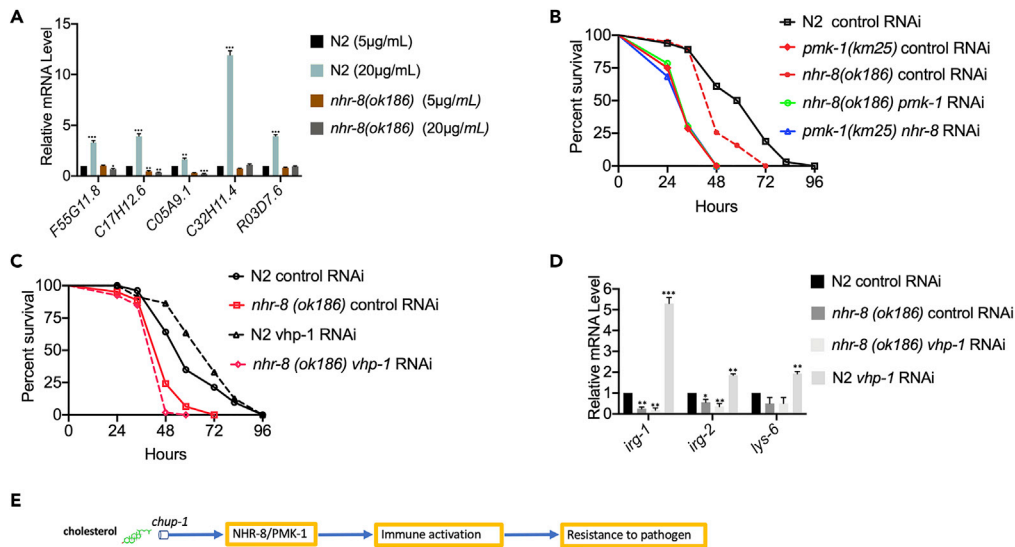 A
Relative mRNA Level
15
10
5
0
F55G11.8
C17H12.6
C05A9.1
C32H11.4
R03D7.6
***
***
** **
**
*** 
***
***
N2 (5µg/mL)
N2 (20µg/mL)
nhr-8(ok186) (5µg/mL)
nhr-8(ok186) (20µg/mL)
B
Percent survival
100
75
50
25
0
0 24 48 72 96
Hours
N2 control RNAi
pmk-1(km25) control RNAi
nhr-8(ok186) control RNAi
nhr-8(ok186) pmk-1 RNAi
pmk-1(km25) nhr-8 RNAi
C
Percent survival
100
75
50
25
0
0 24 48 72 96
Hours
N2 control RNAi
nhr-8 (ok186) control RNAi
N2 vhp-1 RNAi
nhr-8 (ok186) vhp-1 RNAi
D
Relative mRNA Level
6
5
4
3
2
1
0
** ** ***
* ** **
**
irg-1
irg-2
lys-6
N2 control RNAi
nhr-8 (ok186) control RNAi
nhr-8 (ok186) vhp-1 RNAi
N2 vhp-1 RNAi
E
cholesterol
chup-1
NHR-8/PMK-1
Immune activation
Resistance to pathogen